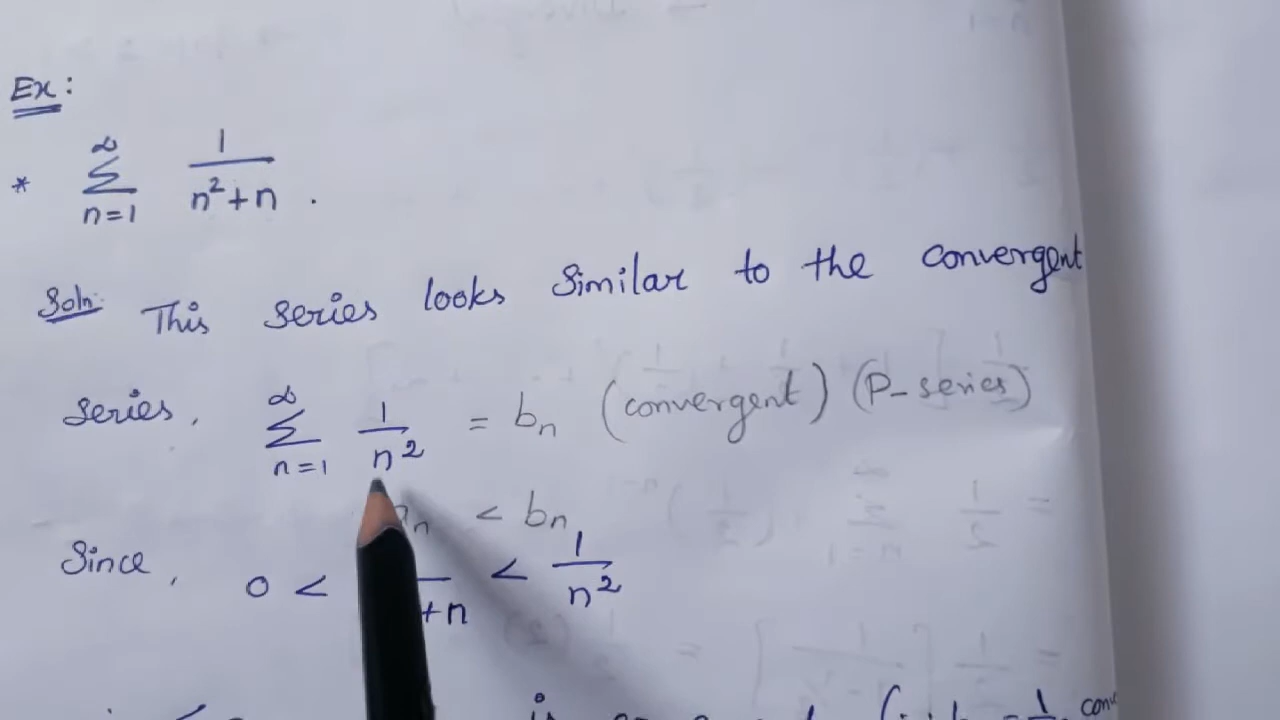 Ex:
* ∞ Σ n=1 1/(n²+n) .
Soln: This series looks Similar to the convergent
series, ∞ Σ n=1 1/n² = bn (convergent) (P-series)
n < bn
Since, 0 < +n < 1/n²
is